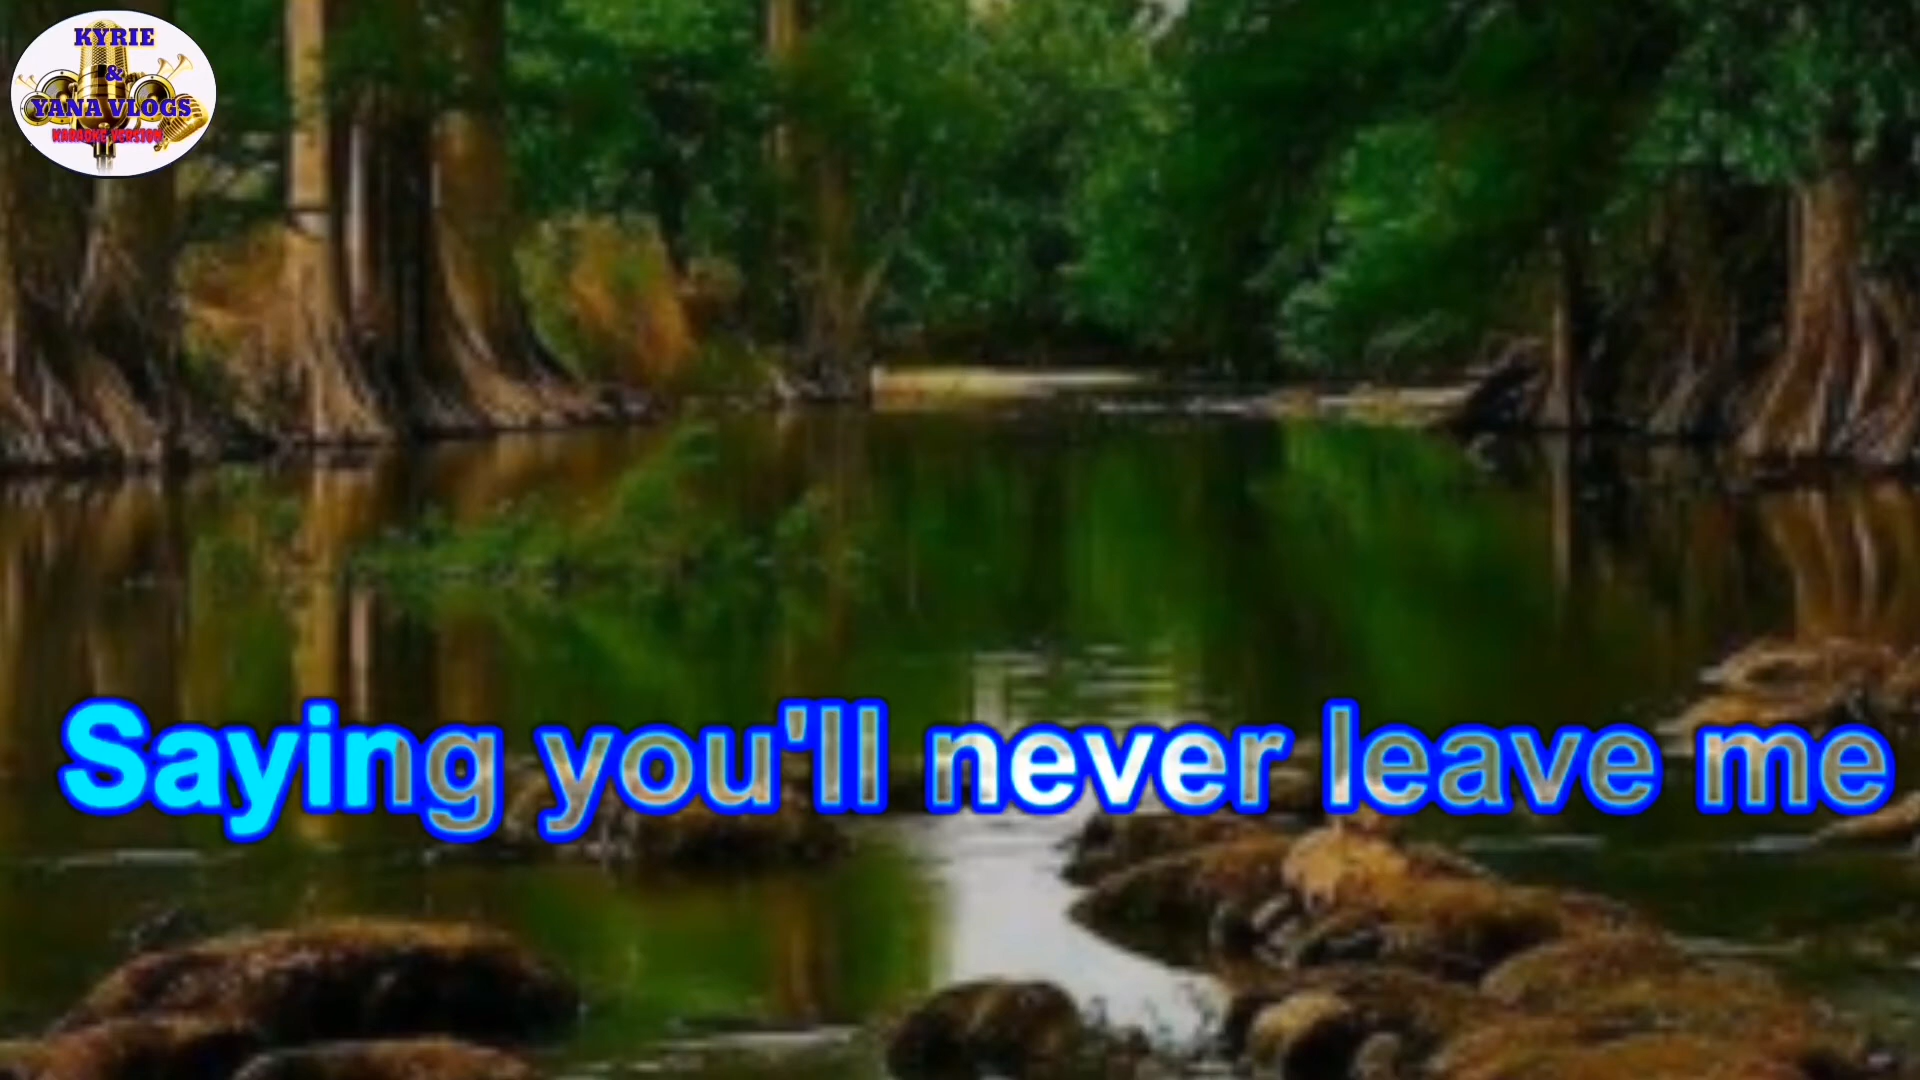 KYRIE
&
YANA VLOGS
KARAOKE VERSION
Saying you'll never leave me